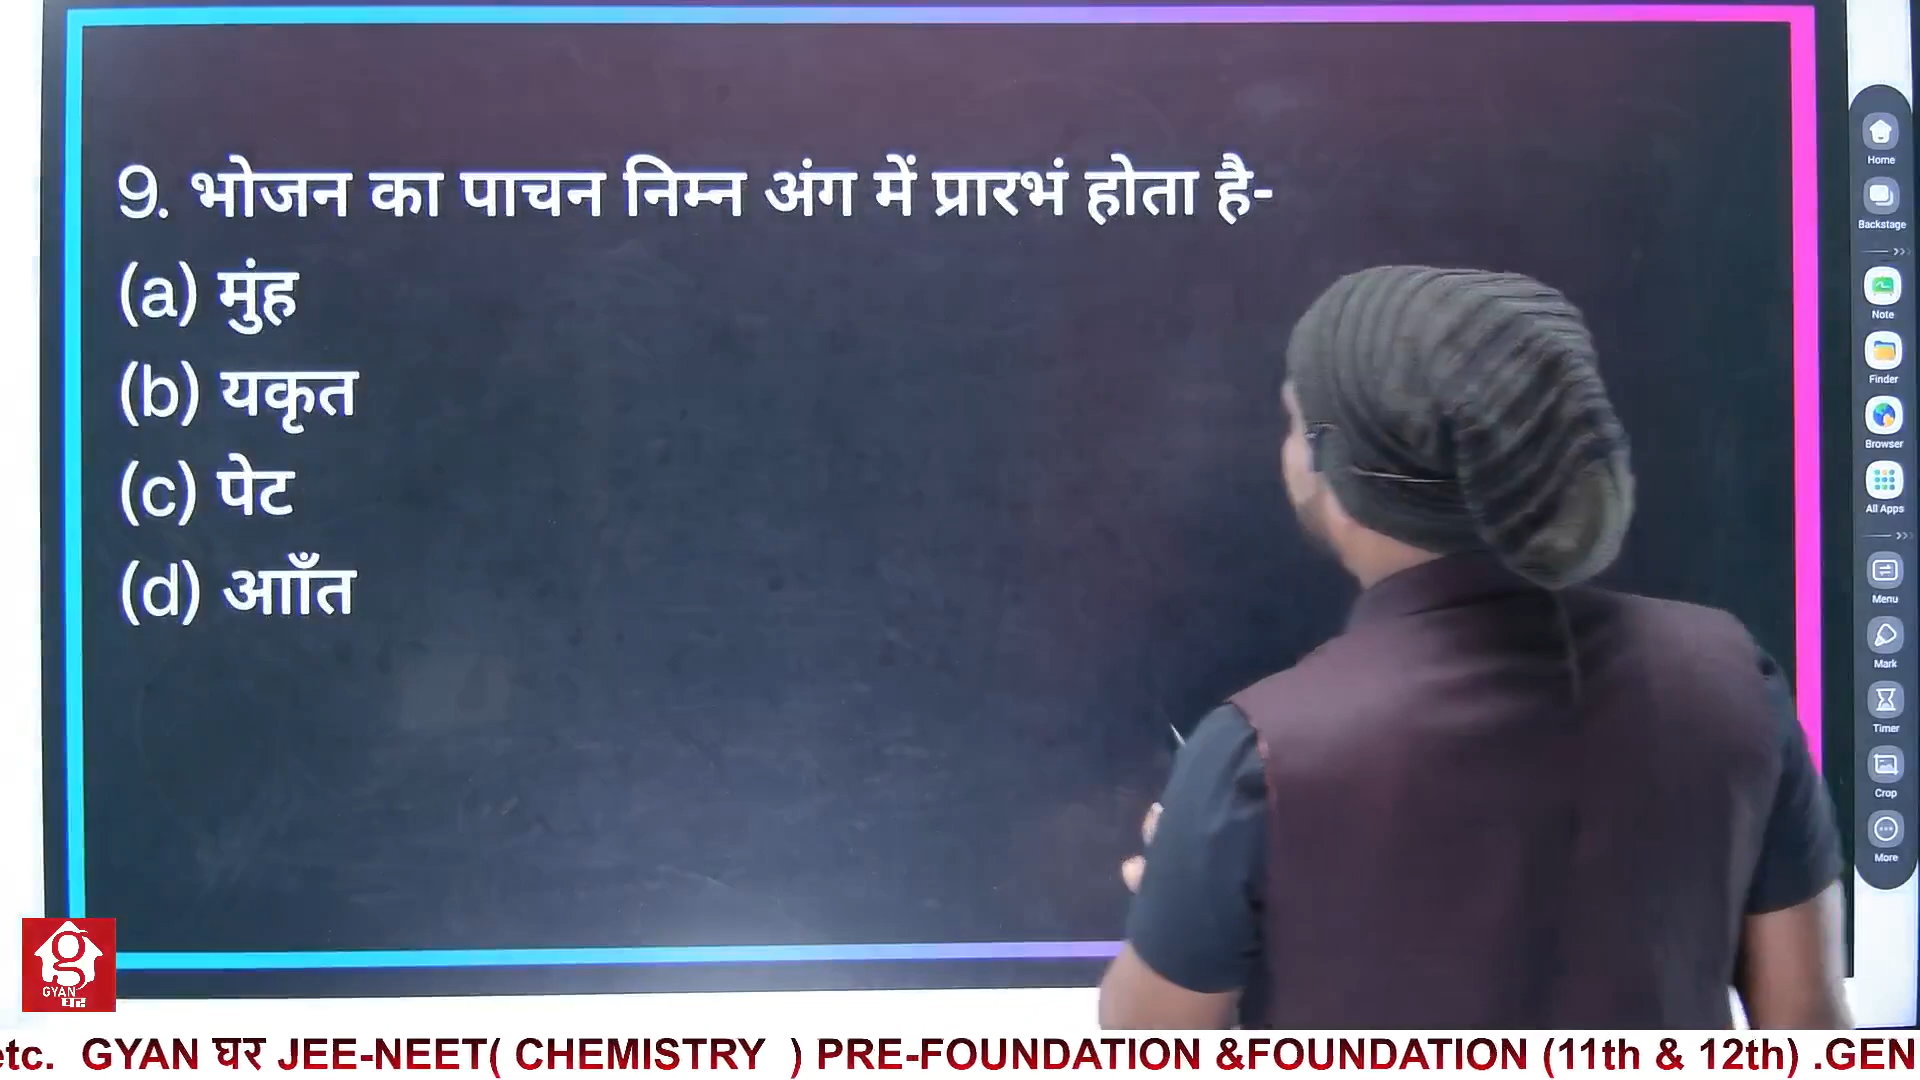 9. भोजन का पाचन निम्न अंग में प्रारभं होता है-
(a) मुंह
(b) यकृत
(c) पेट
(d) आाँत
Home
Backstage
Note
Finder
Browser
All Apps
Menu
Mark
Timer
Crop
More
GYAN
घर
etc. GYAN घर JEE-NEET( CHEMISTRY ) PRE-FOUNDATION &FOUNDATION (11th & 12th) .GEN